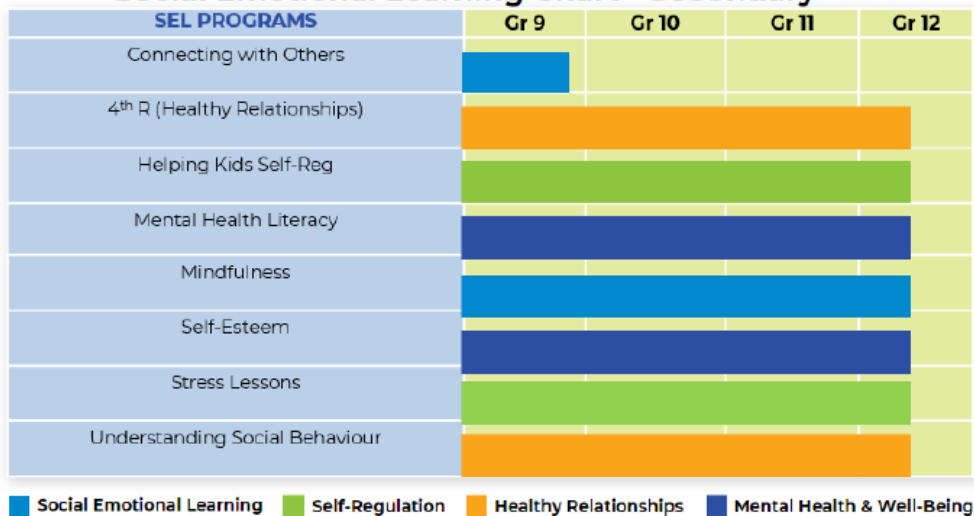 SEL PROGRAMS Gr 9 Gr 10 Gr 11 Gr 12
Connecting with Others
4th R (Healthy Relationships)
Helping Kids Self-Reg
Mental Health Literacy
Mindfulness
Self-Esteem
Stress Lessons
Understanding Social Behaviour
Social Emotional Learning Self-Regulation Healthy Relationships Mental Health & Well-Being